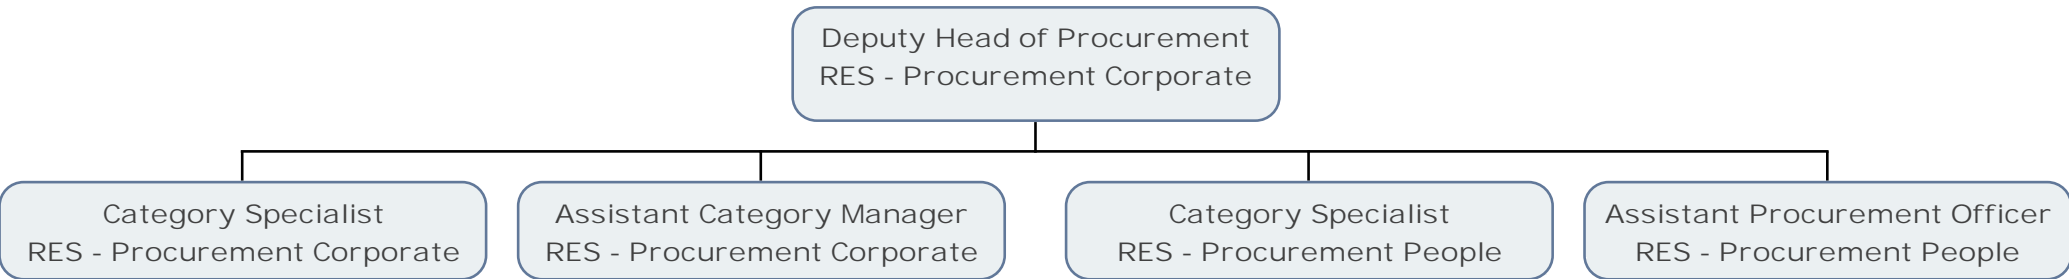 Deputy Head of Procurement
RES - Procurement Corporate
Category Specialist
RES - Procurement Corporate
Assistant Category Manager
RES - Procurement Corporate
Category Specialist
RES - Procurement People
Assistant Procurement Officer
RES - Procurement People